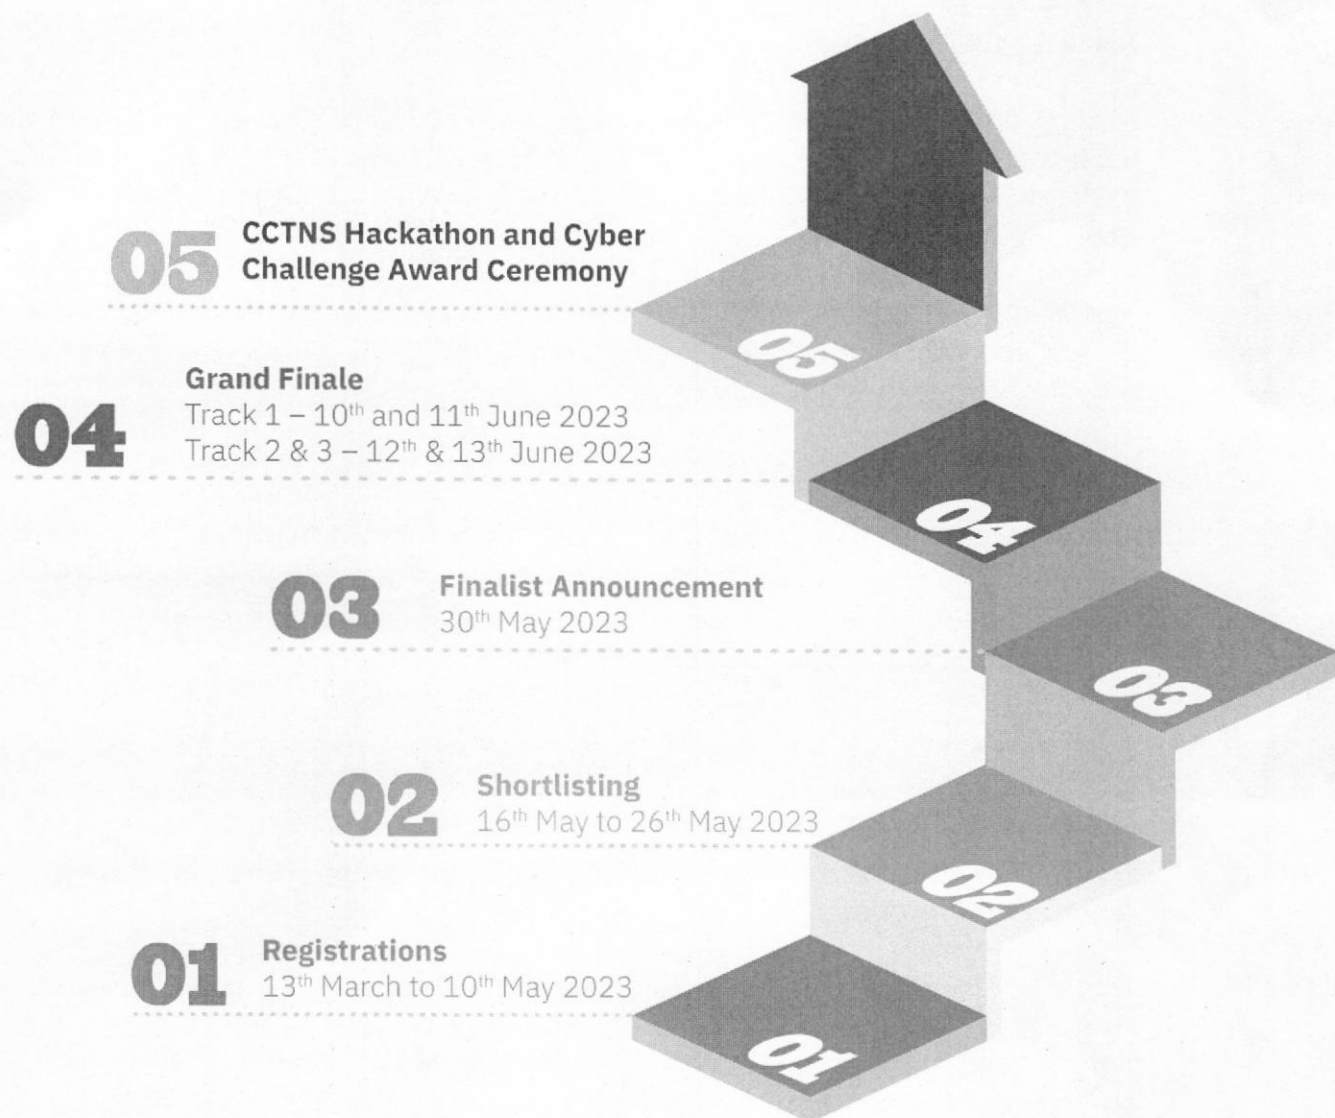 05 CCTNS Hackathon and Cyber
Challenge Award Ceremony
05
Grand Finale
04 Track 1 – 10th and 11th June 2023
Track 2 & 3 – 12th & 13th June 2023
04
03 Finalist Announcement
30th May 2023
03
02 Shortlisting
16th May to 26th May 2023
02
01 Registrations
13th March to 10th May 2023
01